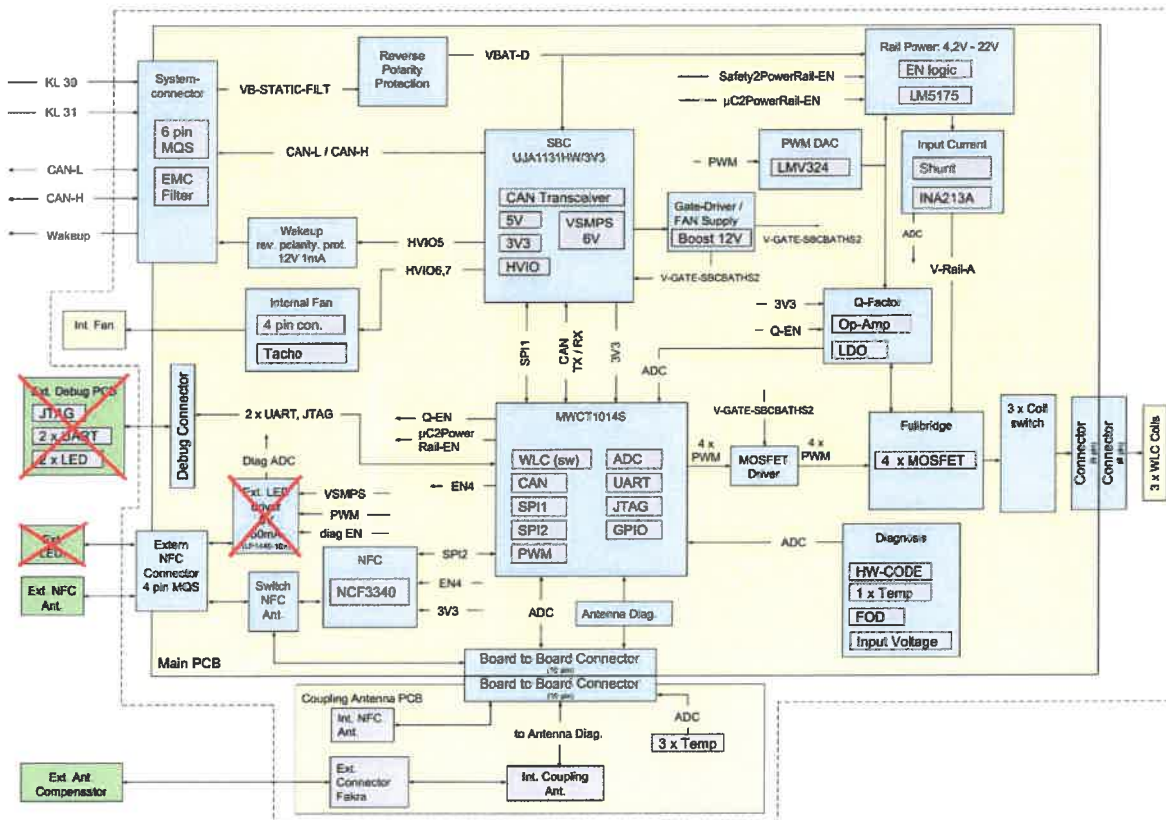 KL 30
KL 31
CAN-L
CAN-H
Wakeup
System-
connector
6 pin
MQS
EMC
Filter
VB-STATIC-FILT
Reverse
Polarity
Protection
VBAT-D
Rail Power: 4,2V - 22V
EN logic
LM5175
Safety2PowerRail-EN
µC2PowerRail-EN
SBC
UJA1131HW/3V3
CAN Transceiver
5V
3V3
HVIO
VSMPS
6V
CAN-L / CAN-H
PWM
PWM DAC
LMV324
Input Current
Shunt
INA213A
ADC
V-Rail-A
Gate-Driver /
FAN Supply
Boost 12V
V-GATE-SBCBATHS2
V-GATE-SBCBATHS2
Wakeup
rev. polarity. prot.
12V 1mA
HVIO5
HVIO6,7
Internal Fan
4 pin con.
Tacho
Int. Fan
3V3
Q-EN
Q-Factor
Op-Amp
LDO
SPI1
CAN
TX / RX
3V3
ADC
Ext. Debug PCB
JTAG
2 x UART
2 x LED
Debug Connector
2 x UART, JTAG
Q-EN
µC2Power
Rail-EN
EN4
MWCT1014S
WLC (sw)
CAN
SPI1
SPI2
PWM
ADC
UART
JTAG
GPIO
V-GATE-SBCBATHS2
4 x
PWM
MOSFET
Driver
4 x
PWM
Fullbridge
4 x MOSFET
3 x Coil
switch
Connector
Connector
3 x WLC Coils
Diag ADC
Ext. LED
VSMPS
PWM
diag EN
Ext.
LED
Extern
NFC
Connector
4 pin MQS
Ext. NFC
Ant.
Switch
NFC
Ant.
NFC
NCF3340
SPI2
EN4
3V3
ADC
Antenna Diag.
ADC
Diagnosis
HW-CODE
1 x Temp
FOD
Input Voltage
Main PCB
Board to Board Connector
(10 pin)
Board to Board Connector
(10 pin)
Coupling Antenna PCB
Int. NFC
Ant.
to Antenna Diag.
ADC
3 x Temp
Ext. Ant.
Compensator
Ext.
Connector
Fakra
Int. Coupling
Ant.